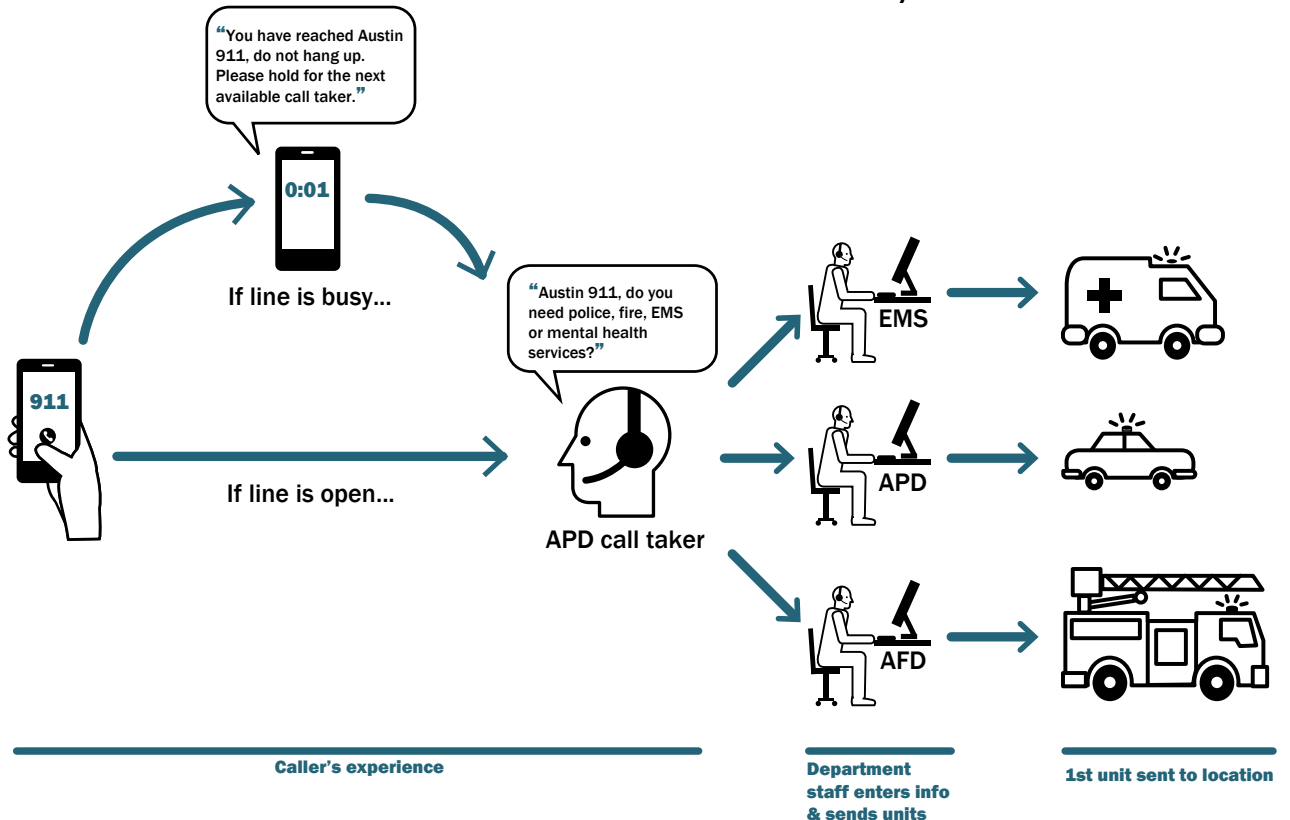 “You have reached Austin
911, do not hang up.
Please hold for the next
available call taker.”
0:01
If line is busy...
“Austin 911, do you
need police, fire, EMS
or mental health
services?”
911
If line is open...
APD call taker
EMS
APD
AFD
Caller’s experience
Department
staff enters info
& sends units
1st unit sent to location